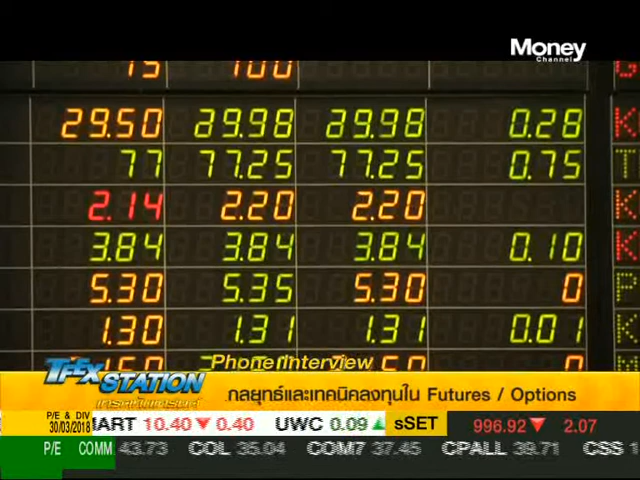 Money
Channel
15 100
29.50 29.98 29.98 0.28
77 77.25 77.25 0.75
2.14 2.20 2.20
3.84 3.84 3.84 0.10
5.30 5.35 5.30 0
1.30 1.31 1.31 0.01
Phone Interview
TFEX STATION
กลยุทธ์และเทคนิคลงทุนใน Futures / Options
P/E & DIV
30/03/2018
MART 10.40 ▼ 0.40 UWC 0.09 ▲ sSET 996.92 ▼ 2.07
P/E COMM 43.73 COL 35.04 COM7 37.45 CPALL 39.71 CSS 1